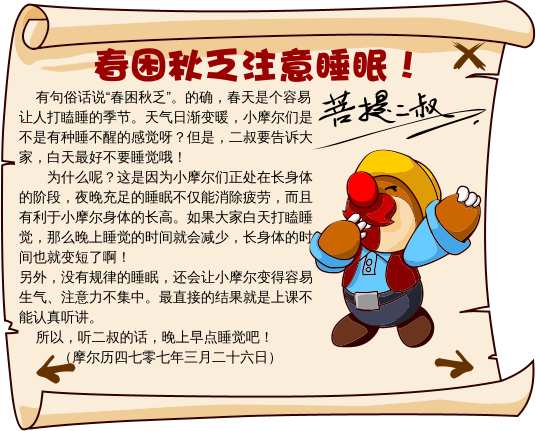 春困秋乏注意睡眠！
有句俗话说“春困秋乏”。的确，春天是个容易
让人打瞌睡的季节。天气日渐变暖，小摩尔们是
不是有种睡不醒的感觉呀？但是，二叔要告诉大
家，白天最好不要睡觉哦！
为什么呢？这是因为小摩尔们正处在长身体
的阶段，夜晚充足的睡眠不仅能消除疲劳，而且
有利于小摩尔身体的长高。如果大家白天打瞌睡
觉，那么晚上睡觉的时间就会减少，长身体的时
间也就变短了啊！
另外，没有规律的睡眠，还会让小摩尔变得容易
生气、注意力不集中。最直接的结果就是上课不
能认真听讲。
所以，听二叔的话，晚上早点睡觉吧！
（摩尔历四七零七年三月二十六日）
菩提二叔